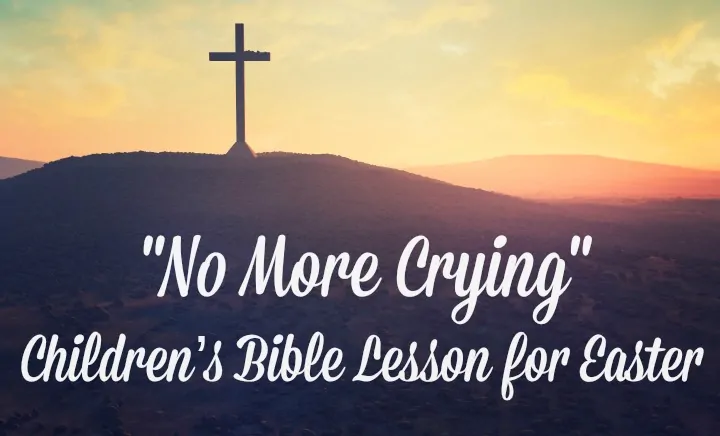 "No More Crying"
Children's Bible Lesson for Easter